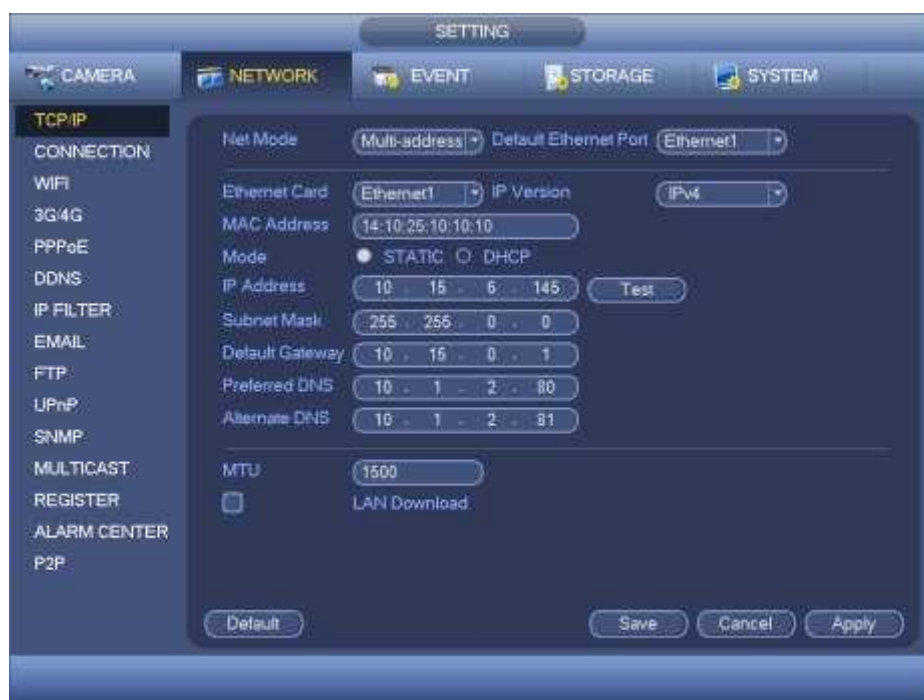 SETTING
CAMERA NETWORK EVENT STORAGE SYSTEM
TCP/IP
CONNECTION
WIFI
3G/4G
PPPoE
DDNS
IP FILTER
EMAIL
FTP
UPnP
SNMP
MULTICAST
REGISTER
ALARM CENTER
P2P
Net Mode Multi-address Default Ethernet Port Ethernet1
Ethernet Card Ethernet1 IP Version IPv4
MAC Address 14:10:25:10:10:10
Mode STATIC DHCP
IP Address 10 . 15 . 6 . 145 Test
Subnet Mask 255 . 255 . 0 . 0
Default Gateway 10 . 15 . 0 . 1
Preferred DNS 10 . 1 . 2 . 80
Alternate DNS 10 . 1 . 2 . 81
MTU 1500
LAN Download
Default Save Cancel Apply